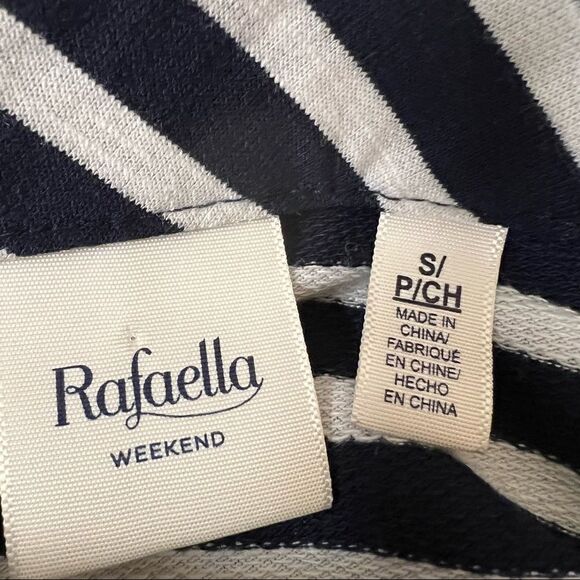 Rafaella
WEEKEND
S/
P/CH
MADE IN
CHINA/
FABRIQUÉ
EN CHINE/
HECHO
EN CHINA